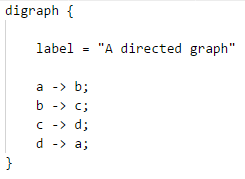 digraph {
label = "A directed graph"
a -> b;
b -> c;
c -> d;
d -> a;
}